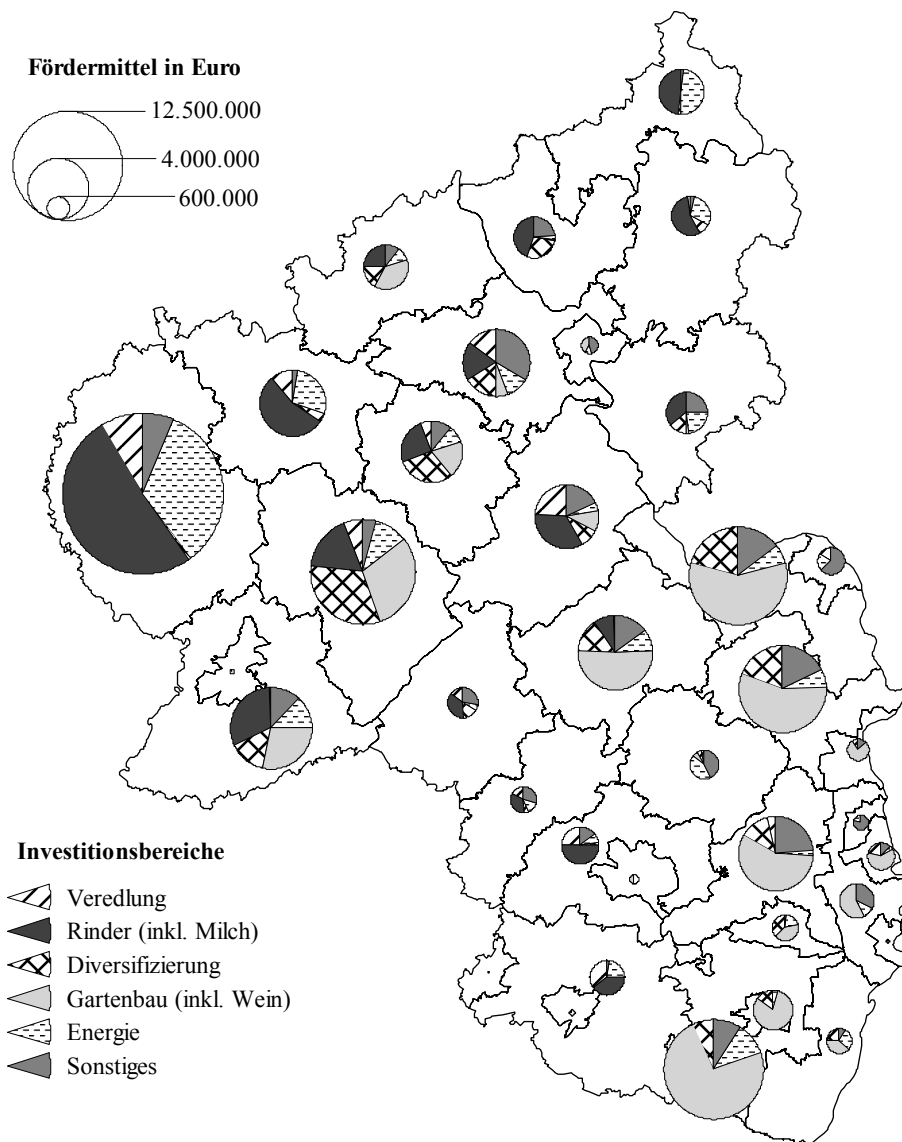 Fördermittel in Euro
12.500.000
4.000.000
600.000
Investitionsbereiche
Veredlung
Rinder (inkl. Milch)
Diversifizierung
Gartenbau (inkl. Wein)
Energie
Sonstiges